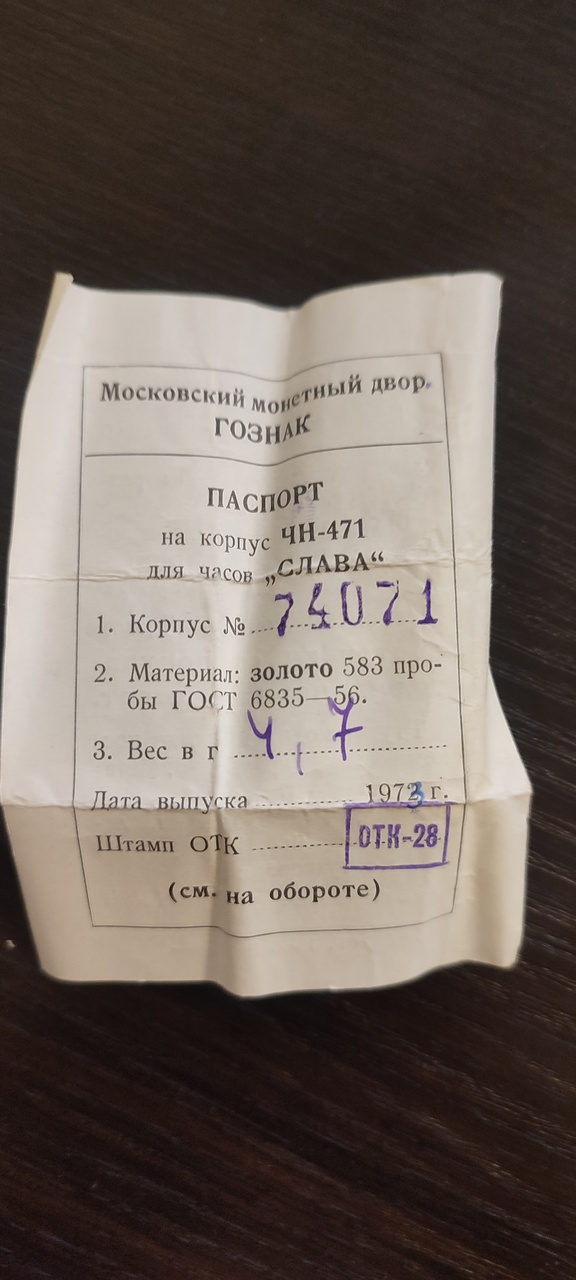 Московский монетный двор.
ГОЗНАК
ПАСПОРТ
на корпус ЧН-471
для часов „СЛАВА“
1. Корпус № 74071
2. Материал: золото 583 про-
бы ГОСТ 6835—56.
3. Вес в г 4,7
Дата выпуска 1973 г.
Штамп ОТК ОТК-28
(см. на обороте)